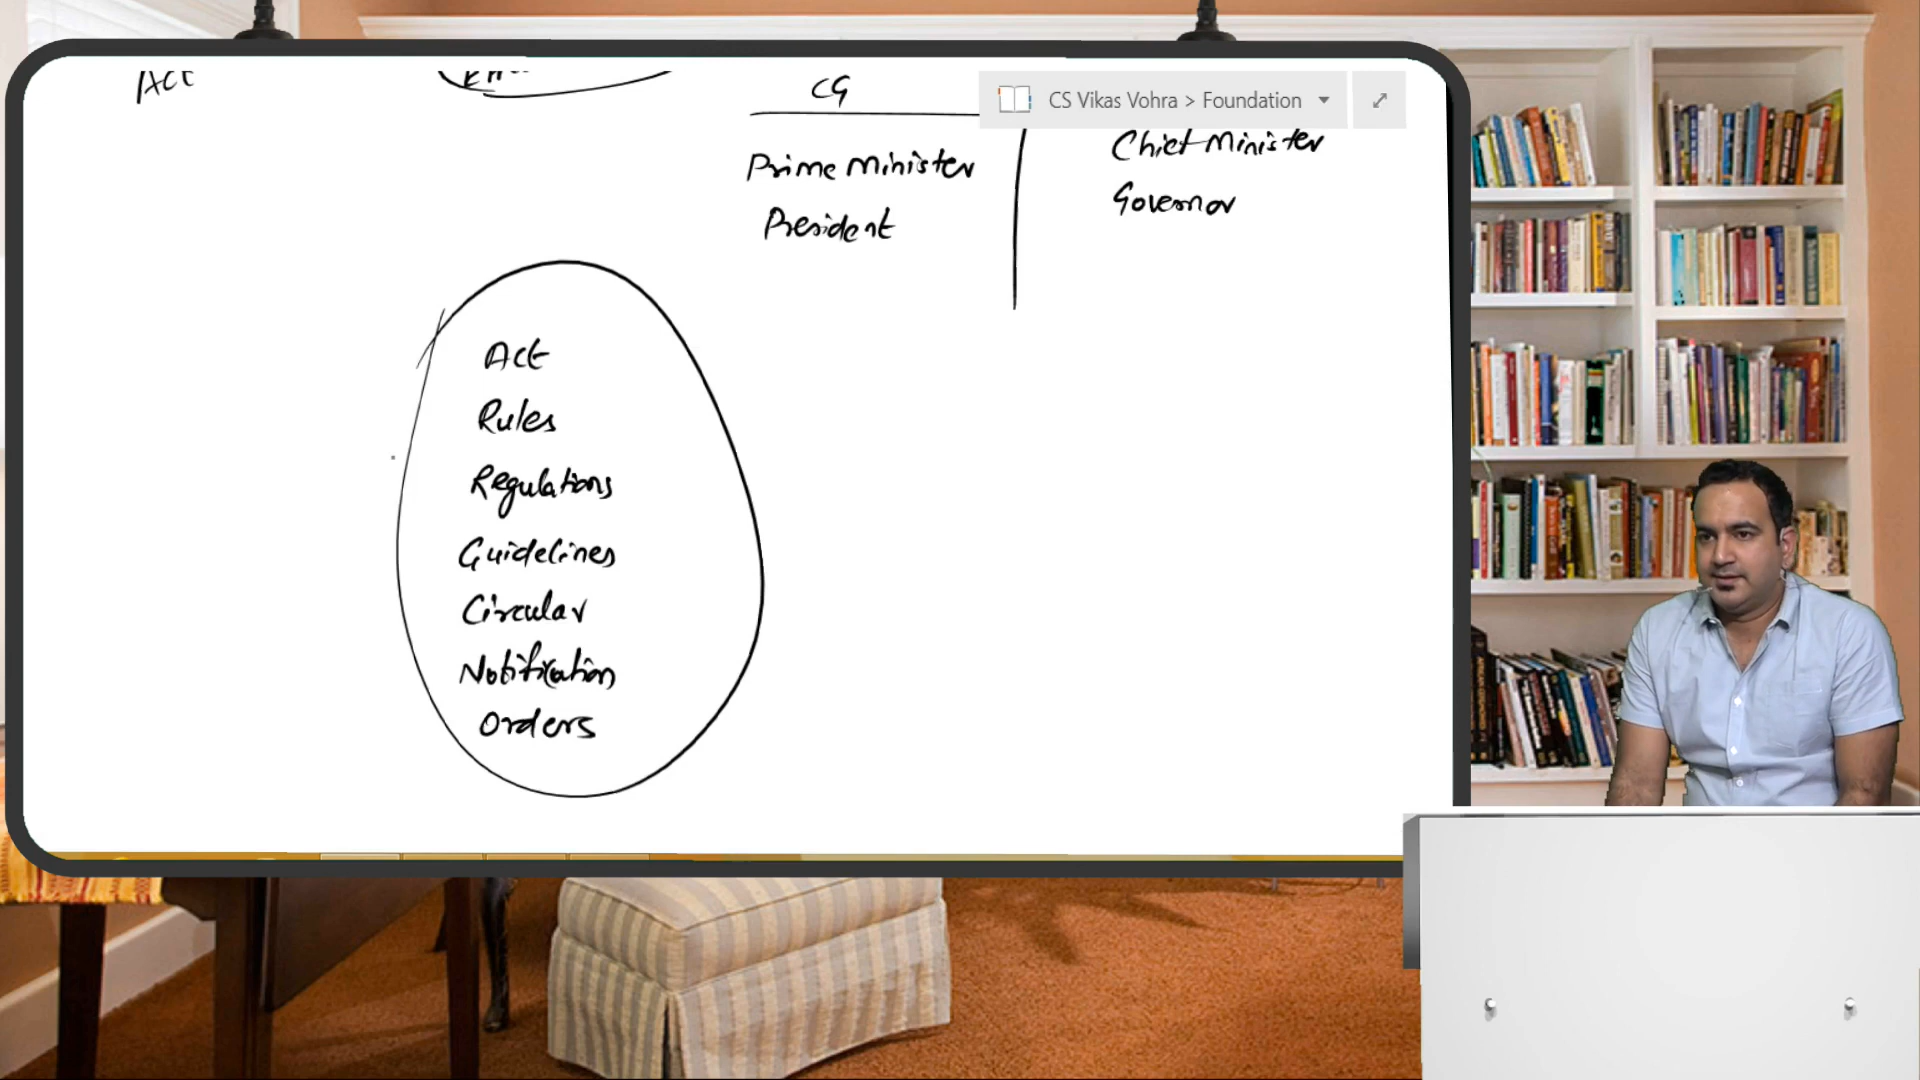 Act
CG
CS Vikas Vohra > Foundation
Prime Minister
President
Chief Minister
Governor
Act
Rules
Regulations
Guidelines
Circular
Notification
Orders